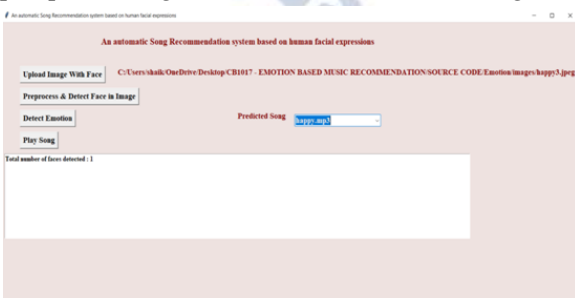 An automatic Song Recommendation system based on human facial expressions
An automatic Song Recommendation system based on human facial expressions
Upload Image With Face C:/Users/shaik/OneDrive/Desktop/CB1017 - EMOTION BASED MUSIC RECOMMENDATION/SOURCE CODE/Emotion/images/happy3.jpeg
Preprocess & Detect Face in Image
Detect Emotion Predicted Song happy.mp3
Play Song
Total number of faces detected : 1